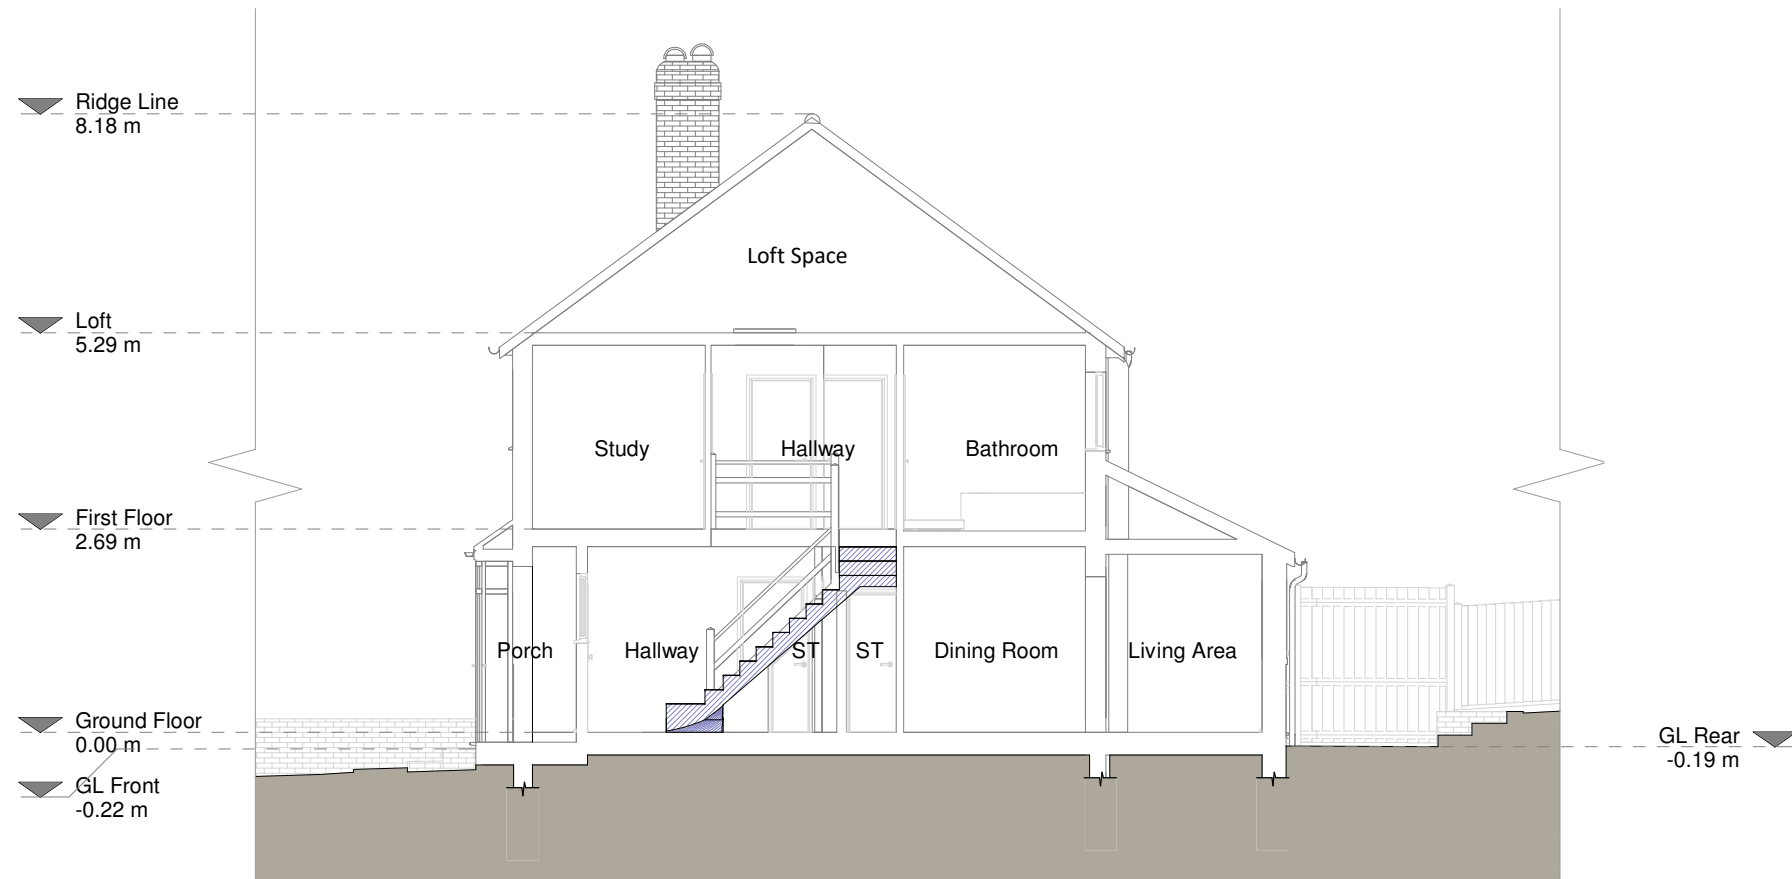 Ridge Line
8.18 m
Loft Space
Loft
5.29 m
Study
Hallway
Bathroom
First Floor
2.69 m
Porch
Hallway
ST
ST
Dining Room
Living Area
Ground Floor
0.00 m
GL Front
-0.22 m
GL Rear
-0.19 m